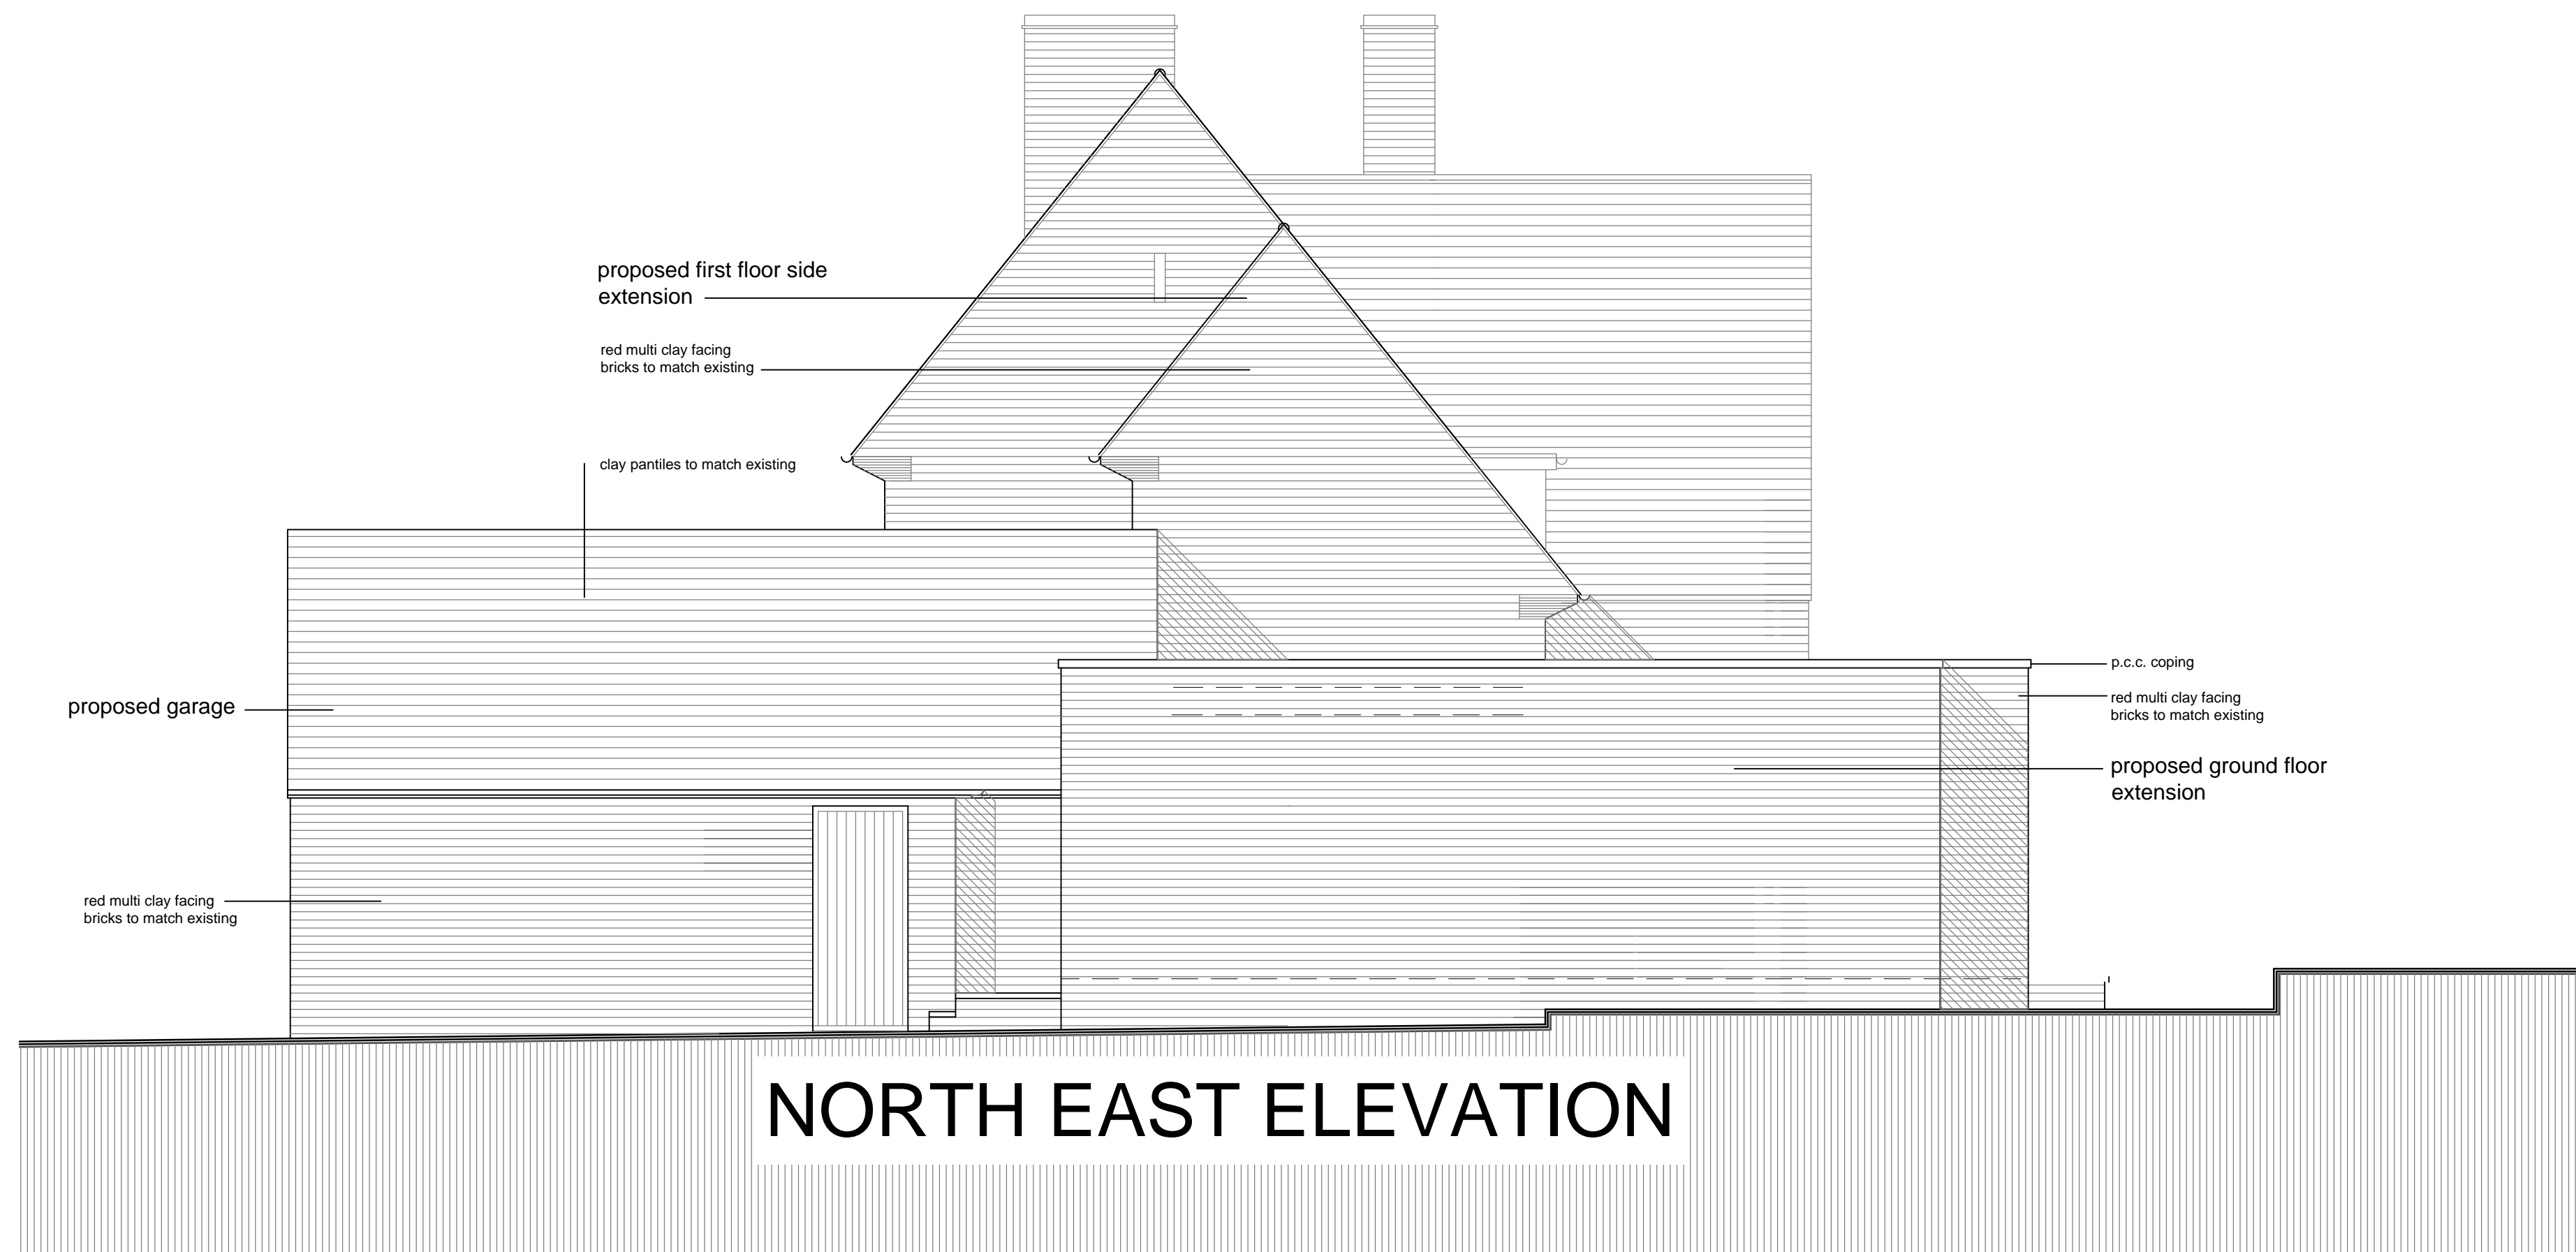 proposed first floor side
extension
red multi clay facing
bricks to match existing
clay pantiles to match existing
p.c.c. coping
red multi clay facing
bricks to match existing
proposed garage
proposed ground floor
extension
red multi clay facing
bricks to match existing
NORTH EAST ELEVATION